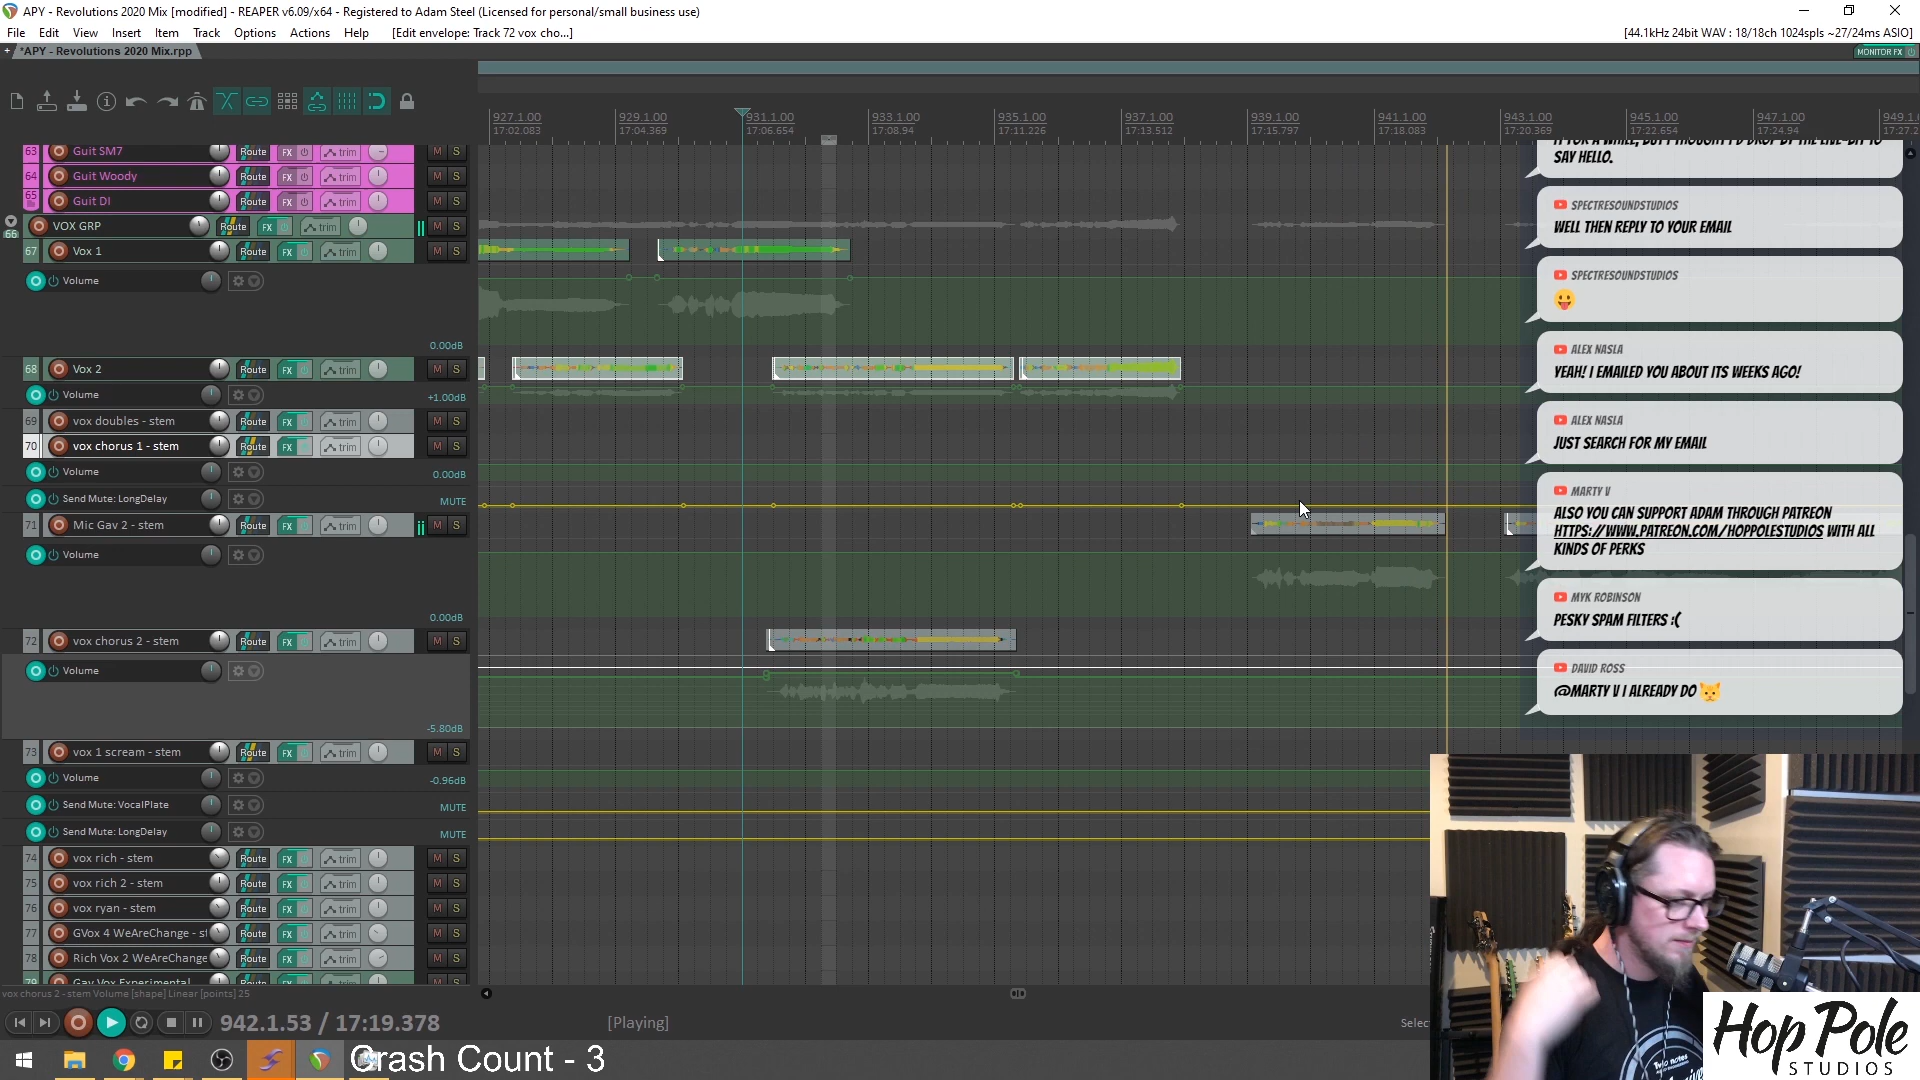 APY - Revolutions 2020 Mix [modified] - REAPER v6.09/x64 - Registered to Adam Steel (Licensed for personal/small business use)
File Edit View Insert Item Track Options Actions Help [Edit envelope: Track 72 vox cho...]
[44.1kHz 24bit WAV : 18/18ch 1024spls ~27/24ms ASIO]
+ *APY - Revolutions 2020 Mix.rpp
MONITOR FX
927.1.00 929.1.00 931.1.00 933.1.00 935.1.00 937.1.00 939.1.00 941.1.00 943.1.00 945.1.00 947.1.00
17:02.083 17:04.369 17:06.654 17:08.94 17:11.226 17:13.512 17:15.797 17:18.083 17:20.369 17:22.654 17:24.94
63 Guit SM7 Route FX trim M S
64 Guit Woody Route FX trim M S
65 Guit DI Route FX trim M S
66 VOX GRP Route FX trim M S
67 Vox 1 Route FX trim M S
Volume
0.00dB
68 Vox 2 Route FX trim M S
Volume +1.00dB
69 vox doubles - stem Route FX trim M S
70 vox chorus 1 - stem Route FX trim M S
Volume 0.00dB
Send Mute: LongDelay MUTE
71 Mic Gav 2 - stem Route FX trim M S
Volume
0.00dB
72 vox chorus 2 - stem Route FX trim M S
Volume
-5.80dB
73 vox 1 scream - stem Route FX trim M S
Volume -0.96dB
Send Mute: VocalPlate MUTE
Send Mute: LongDelay MUTE
74 vox rich - stem Route FX trim M S
75 vox rich 2 - stem Route FX trim M S
76 vox ryan - stem Route FX trim M S
77 GVox 4 WeAreChange - st Route FX trim M S
78 Rich Vox 2 WeAreChange Route FX trim M S
79 Gav Vox Experimental
vox chorus 2 - stem Volume [shape] Linear [points] 25
942.1.53 / 17:19.378
[Playing]
Select
Crash Count - 3
SAY HELLO.
SPECTRESOUNDSTUDIOS
WELL THEN REPLY TO YOUR EMAIL
SPECTRESOUNDSTUDIOS
ALEX NASLA
YEAH! I EMAILED YOU ABOUT ITS WEEKS AGO!
ALEX NASLA
JUST SEARCH FOR MY EMAIL
MARTY V
ALSO YOU CAN SUPPORT ADAM THROUGH PATREON
HTTPS://WWW.PATREON.COM/HOPPOLESTUDIOS WITH ALL
KINDS OF PERKS
MYK ROBINSON
PESKY SPAM FILTERS :(
DAVID ROSS
@MARTY V I ALREADY DO
Hop Pole
STUDIOS